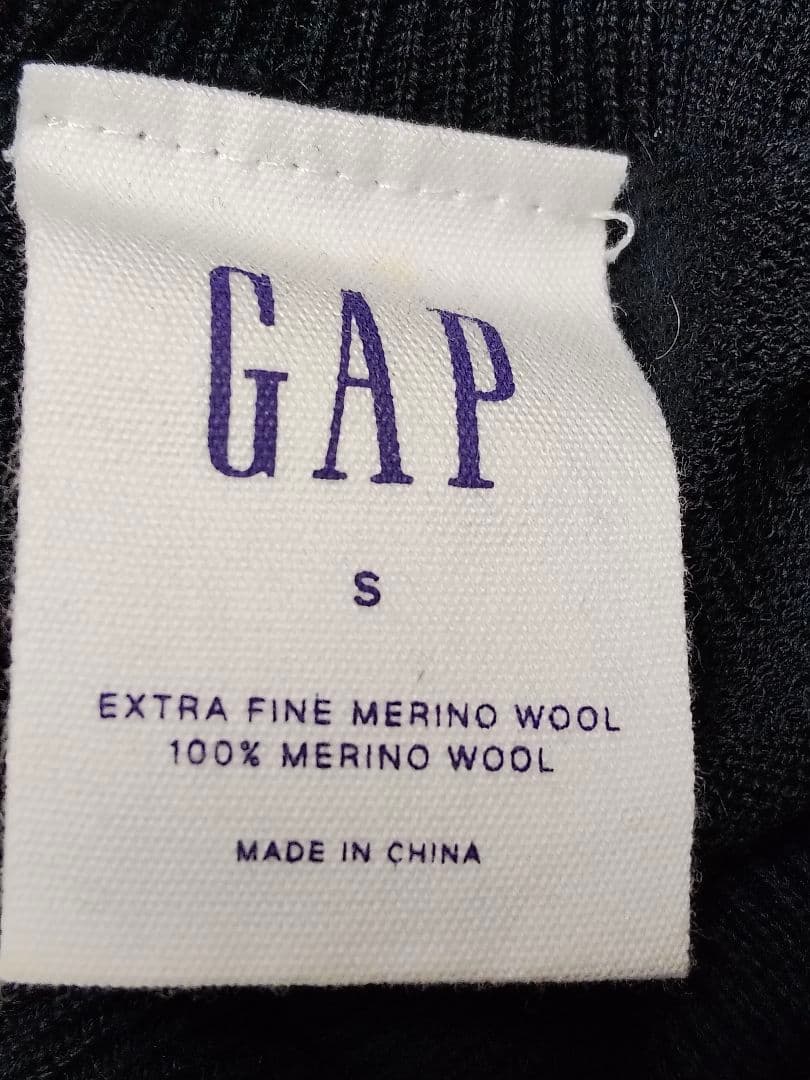 GAP
S
EXTRA FINE MERINO WOOL
100% MERINO WOOL
MADE IN CHINA